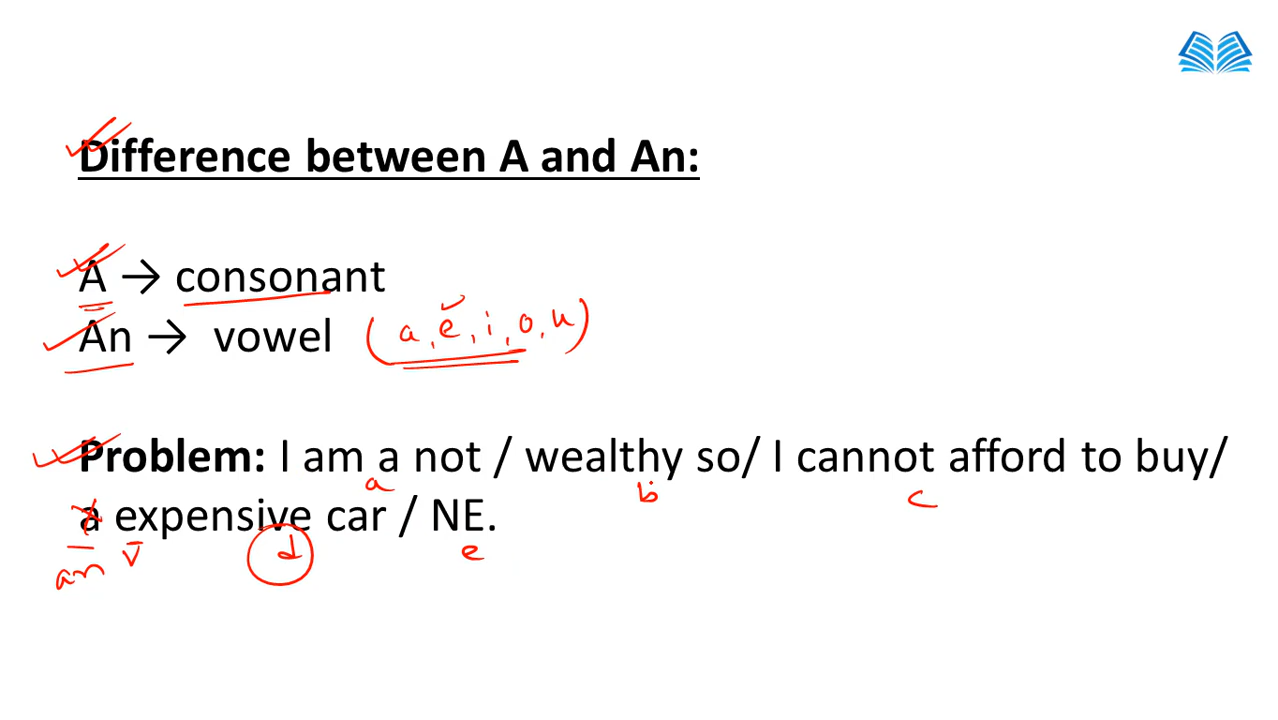 Difference between A and An:
A → consonant
An → vowel (a, e, i, o, u)
Problem: I am a not / wealthy so/ I cannot afford to buy/
a b c
a expensive car / NE.
an v d e